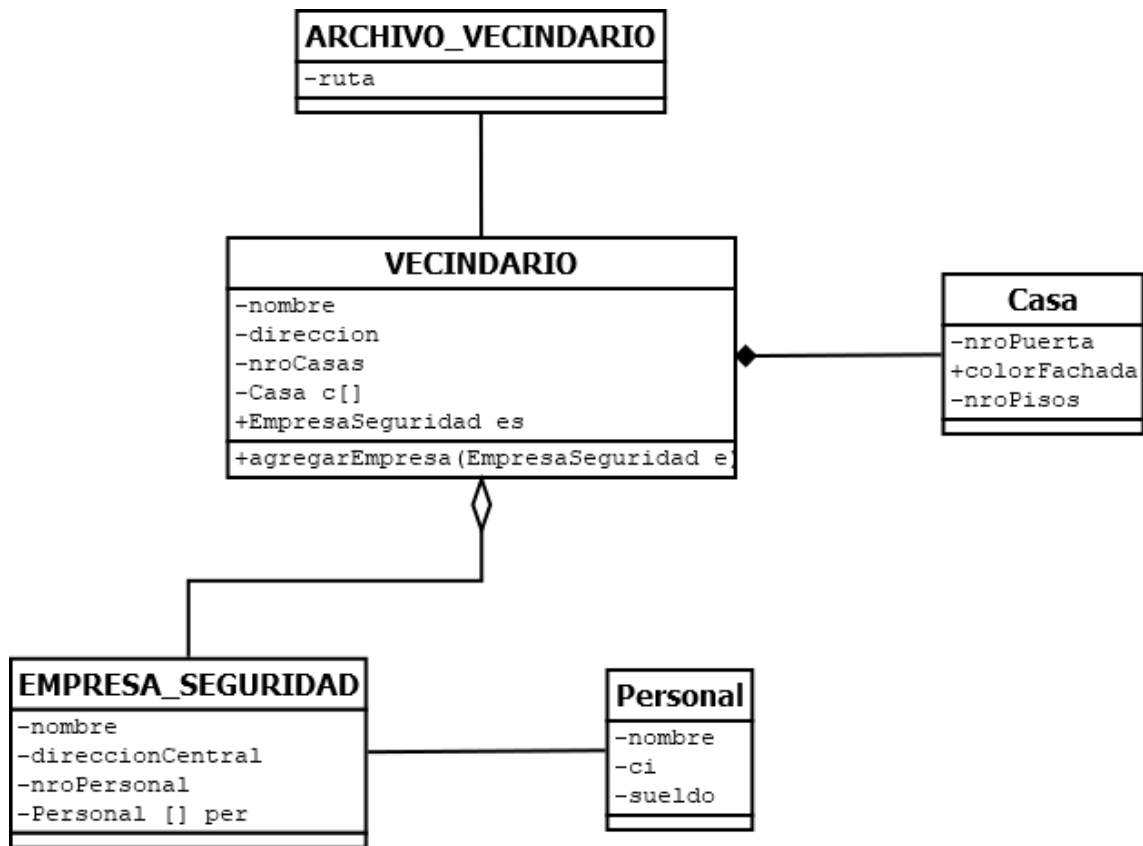 ARCHIVO_VECINDARIO
-ruta
VECINDARIO
-nombre
-direccion
-nroCasas
-Casa c[]
+EmpresaSeguridad es
+agregarEmpresa(EmpresaSeguridad e)
Casa
-nroPuerta
+colorFachada
-nroPisos
EMPRESA_SEGURIDAD
-nombre
-direccionCentral
-nroPersonal
-Personal [] per
Personal
-nombre
-ci
-sueldo